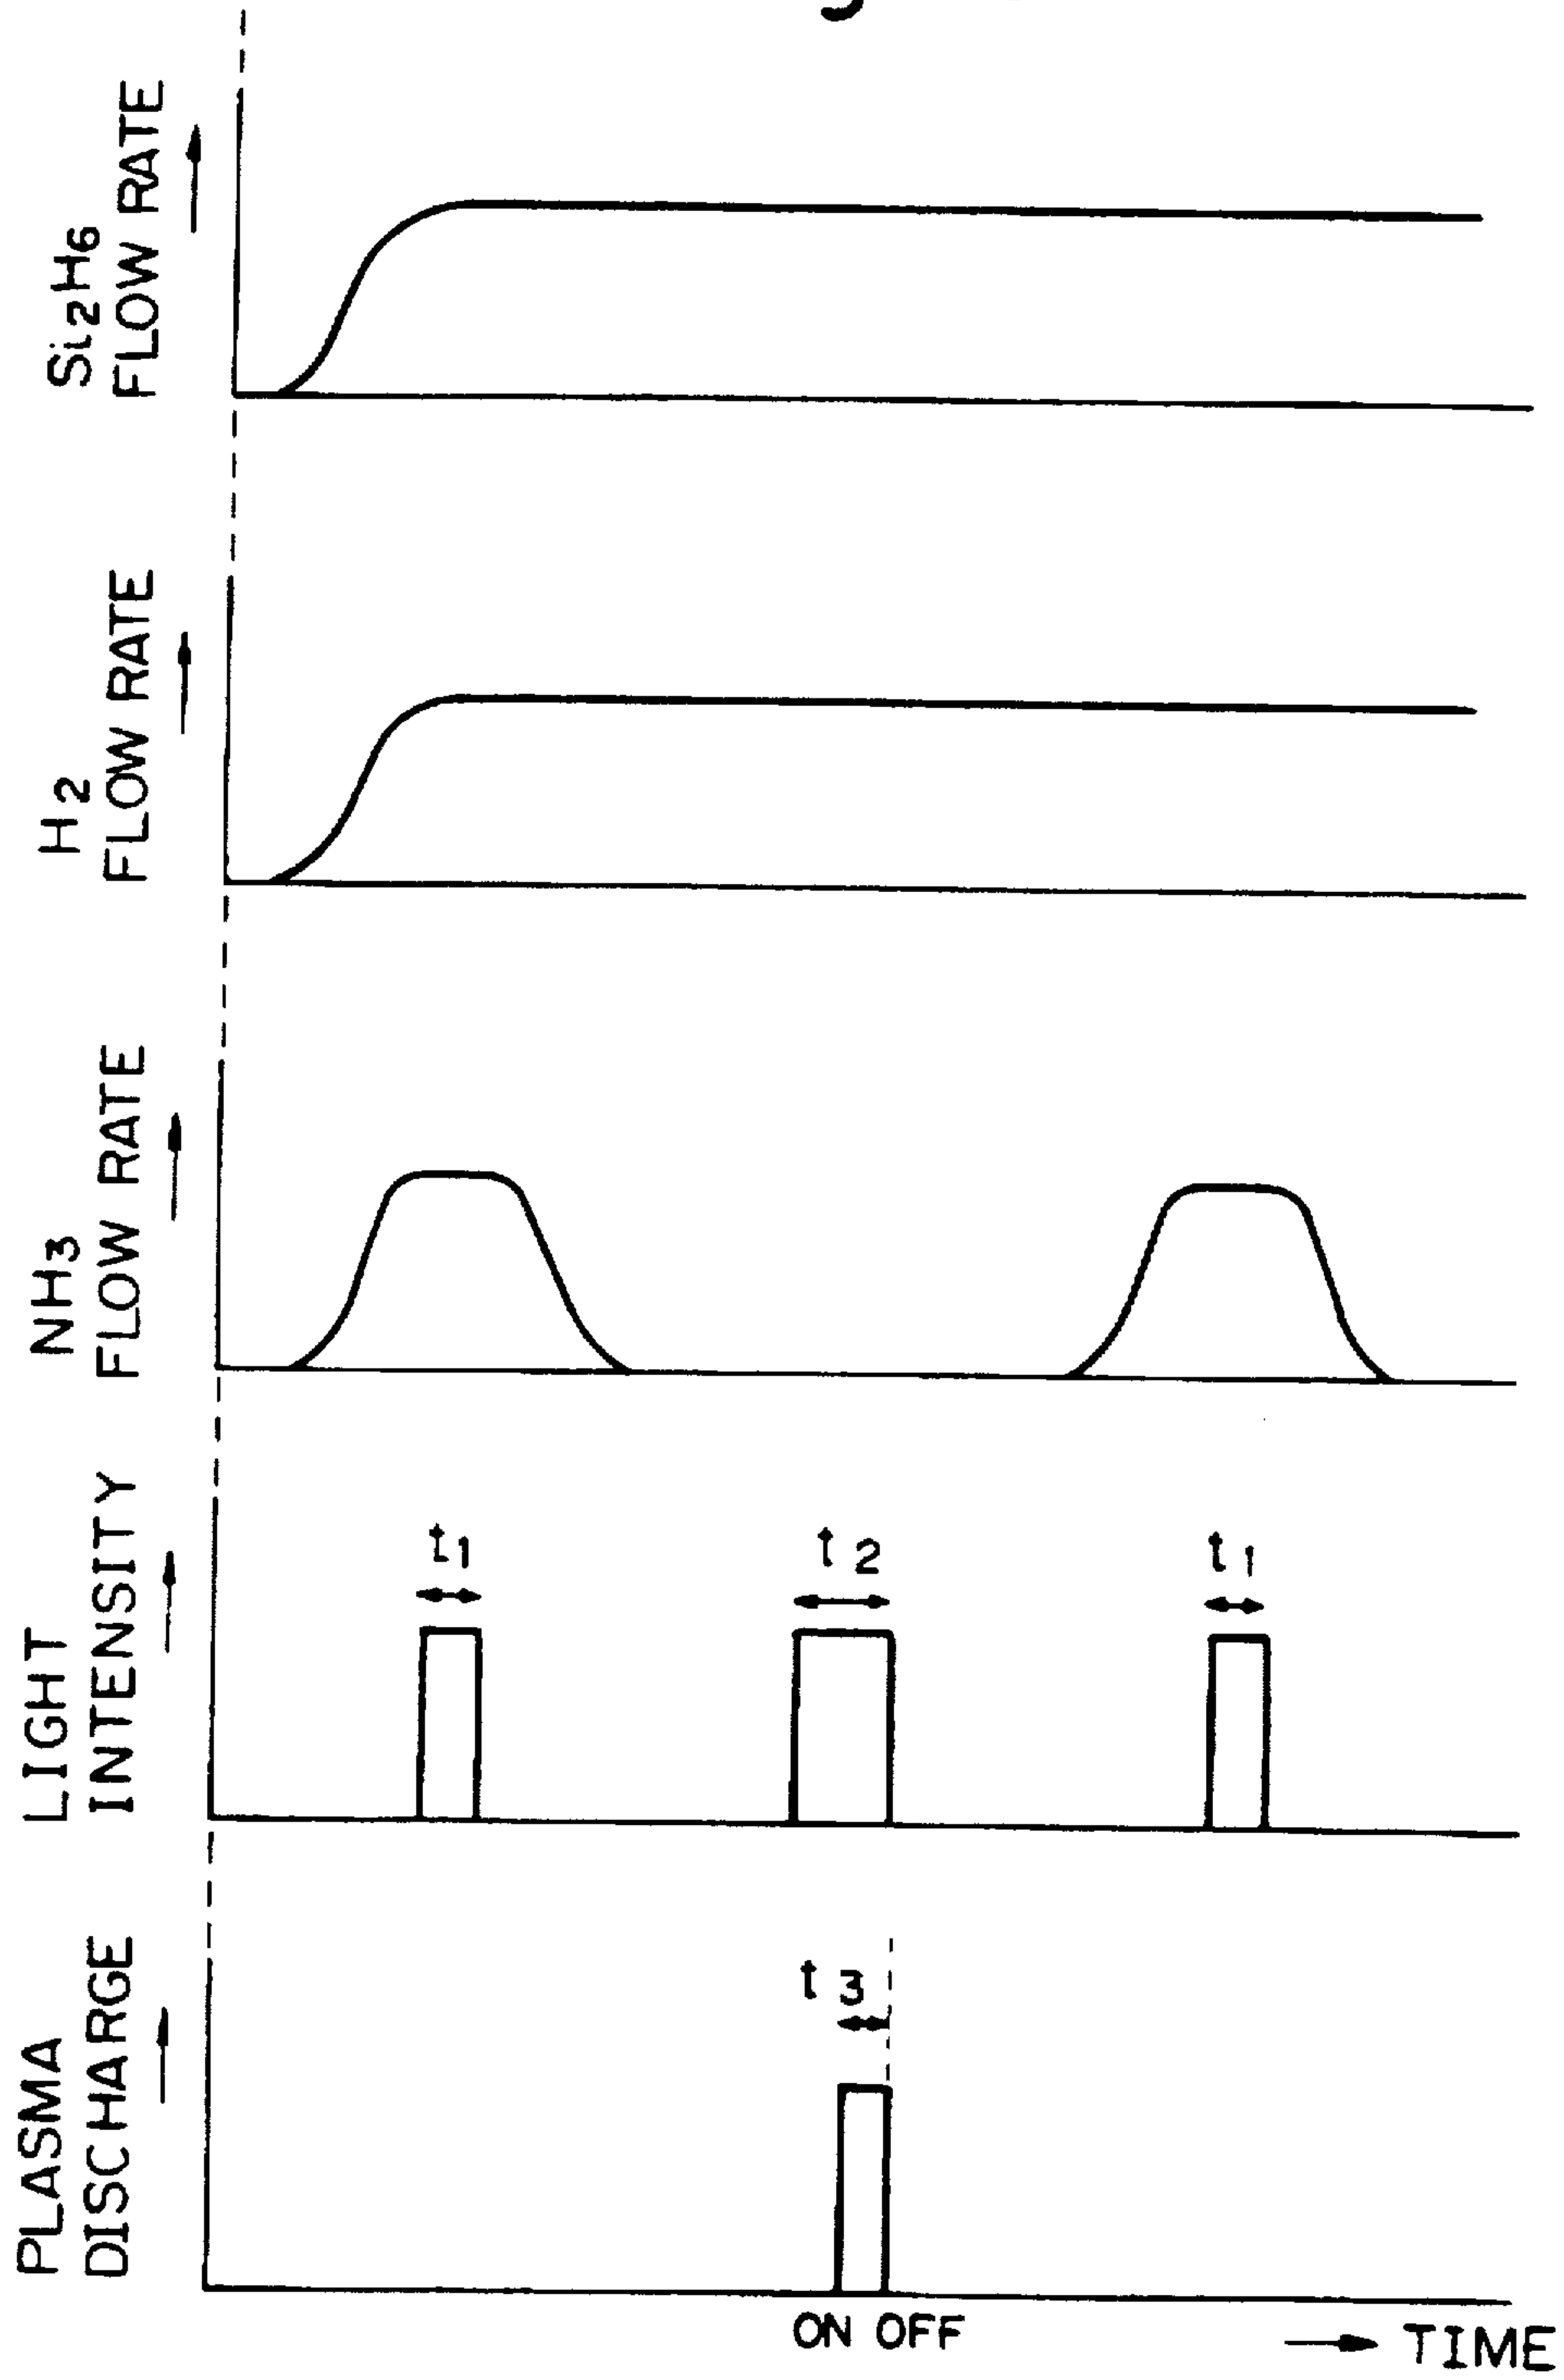 Si2H6
FLOW RATE
H2
FLOW RATE
NH3
FLOW RATE
LIGHT
INTENSITY
t1
t2
t1
PLASMA
DISCHARGE
t3
ON OFF
TIME